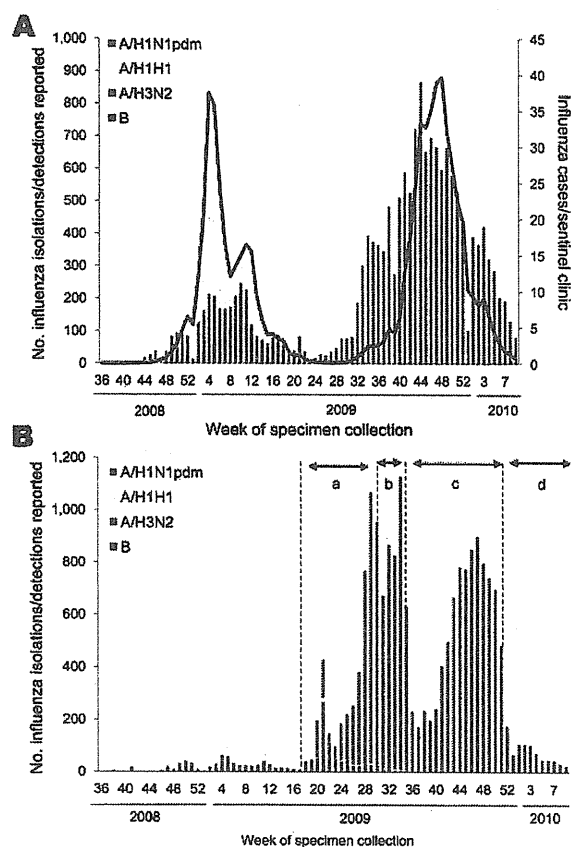 A
No. influenza isolations/detections reported
1,000
900
800
700
600
500
400
300
200
100
0
A/H1N1pdm
A/H1H1
A/H3N2
B
45
40
35
30
25
20
15
10
5
0
Influenza cases/sentinel clinic
36 40 44 48 52 4 8 12 16 20 24 28 32 36 40 44 48 52 3 7
2008 2009 2010
Week of specimen collection
B
No. influenza isolations/detections reported
1,200
1,000
800
600
400
200
0
A/H1N1pdm
A/H1H1
A/H3N2
B
a b c d
36 40 44 48 52 4 8 12 16 20 24 28 32 36 40 44 48 52 3 7
2008 2009 2010
Week of specimen collection